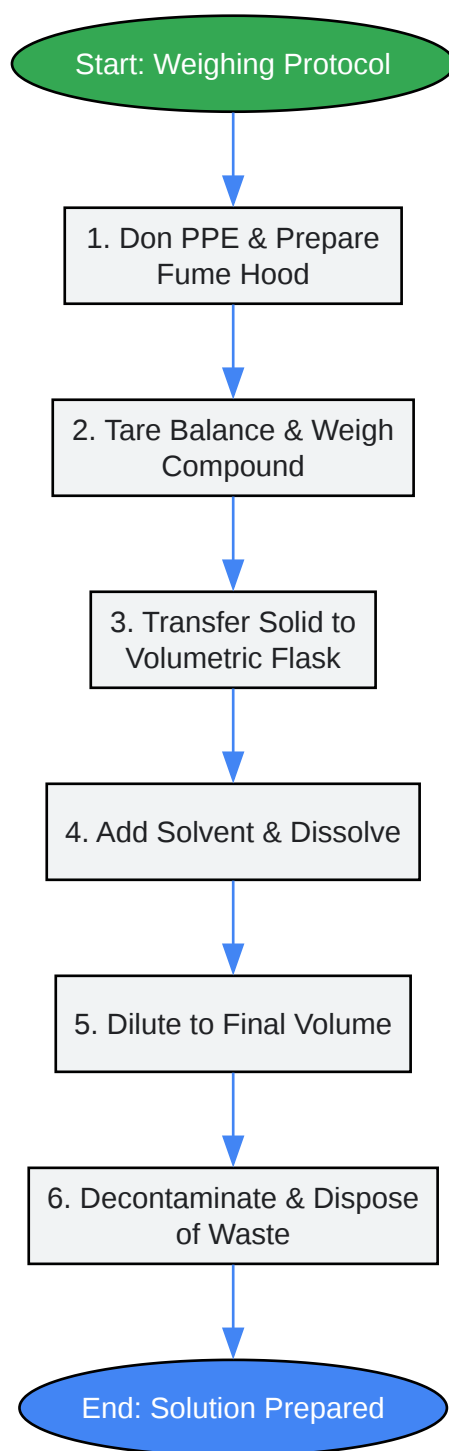 Start: Weighing Protocol
1. Don PPE & Prepare
Fume Hood
2. Tare Balance & Weigh
Compound
3. Transfer Solid to
Volumetric Flask
4. Add Solvent & Dissolve
5. Dilute to Final Volume
6. Decontaminate & Dispose
of Waste
End: Solution Prepared